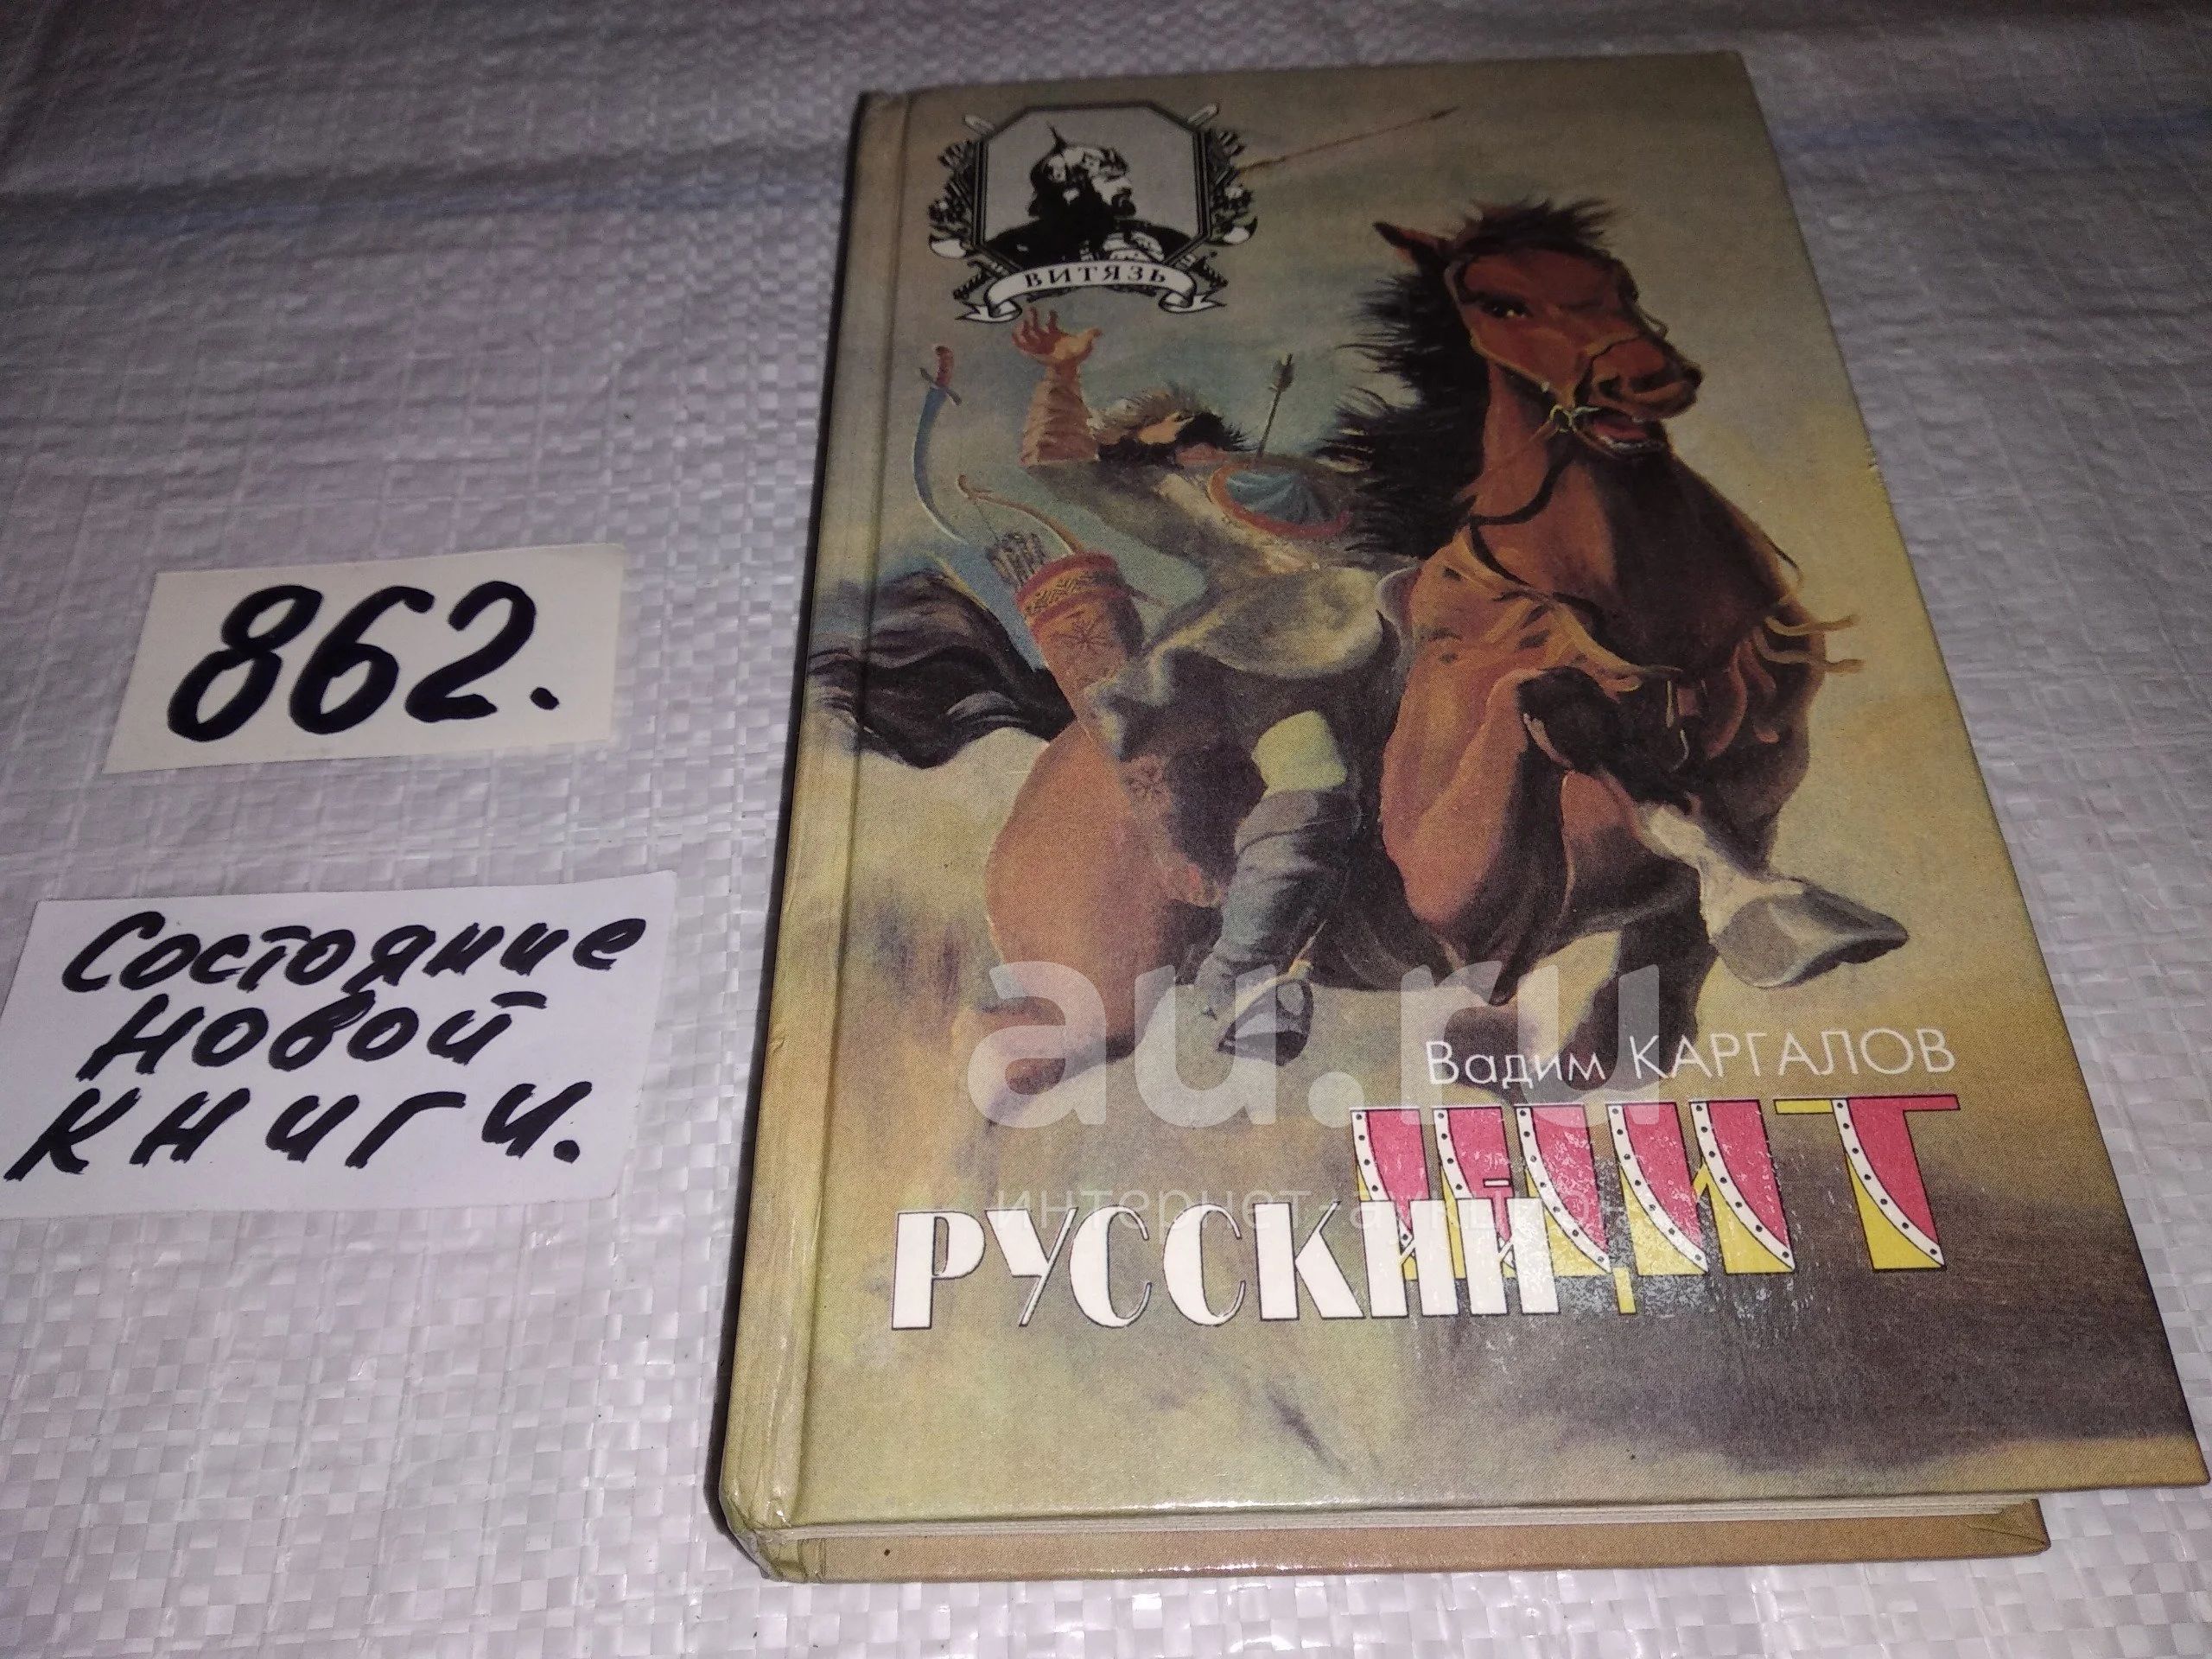 862.
Состояние
новой
книги.
ВИТЯЗЬ
Вадим КАРГАЛОВ
РУССКИЙ ЩИТ
au.ru
интернет-аукцион